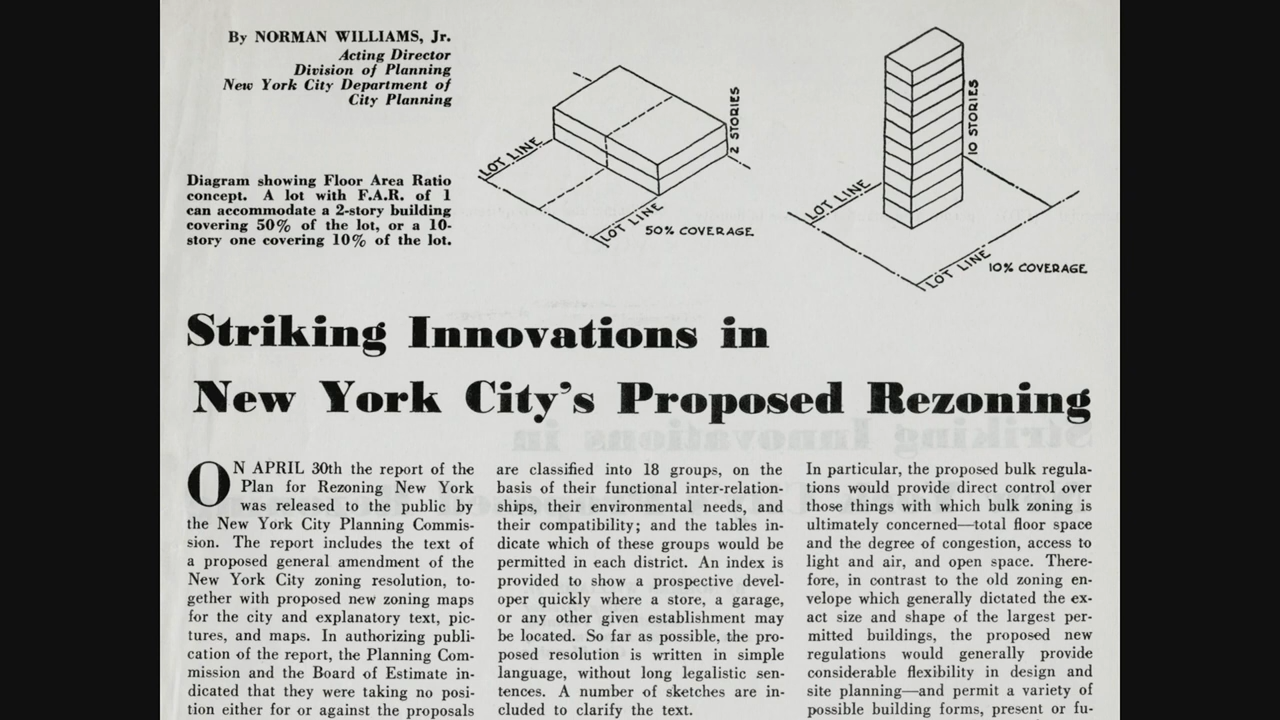 By NORMAN WILLIAMS, Jr.
Acting Director
Division of Planning
New York City Department of
City Planning
Diagram showing Floor Area Ratio
concept. A lot with F.A.R. of 1
can accommodate a 2-story building
covering 50% of the lot, or a 10-
story one covering 10% of the lot.
LOT LINE
2 STORIES
LOT LINE
50% COVERAGE
LOT LINE
10 STORIES
LOT LINE
10% COVERAGE
Striking Innovations in
New York City's Proposed Rezoning
ON APRIL 30th the report of the
Plan for Rezoning New York
was released to the public by
the New York City Planning Commis-
sion. The report includes the text of
a proposed general amendment of the
New York City zoning resolution, to-
gether with proposed new zoning maps
for the city and explanatory text, pic-
tures, and maps. In authorizing publi-
cation of the report, the Planning Com-
mission and the Board of Estimate in-
dicated that they were taking no posi-
tion either for or against the proposals
are classified into 18 groups, on the
basis of their functional inter-relation-
ships, their environmental needs, and
their compatibility; and the tables in-
dicate which of these groups would be
permitted in each district. An index is
provided to show a prospective devel-
oper quickly where a store, a garage,
or any other given establishment may
be located. So far as possible, the pro-
posed resolution is written in simple
language, without long legalistic sen-
tences. A number of sketches are in-
cluded to clarify the text.
In particular, the proposed bulk regula-
tions would provide direct control over
those things with which bulk zoning is
ultimately concerned—total floor space
and the degree of congestion, access to
light and air, and open space. There-
fore, in contrast to the old zoning en-
velope which generally dictated the ex-
act size and shape of the largest per-
mitted buildings, the proposed new
regulations would generally provide
considerable flexibility in design and
site planning—and permit a variety of
possible building forms, present or fu-